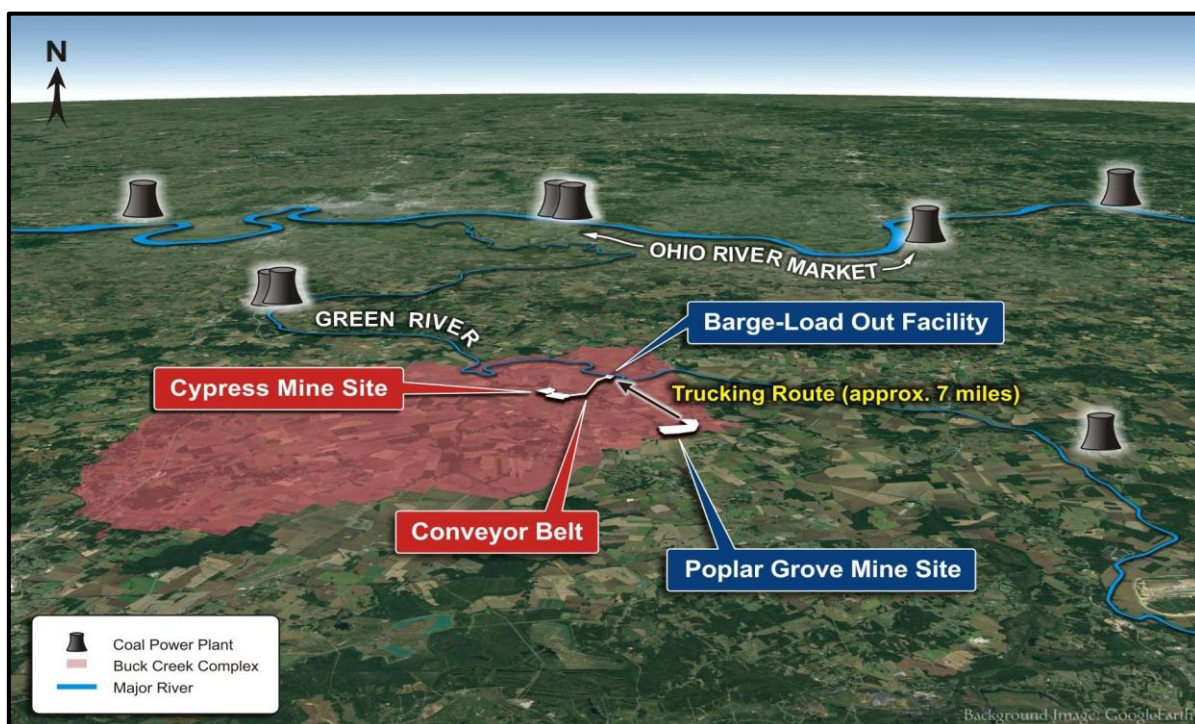 N
OHIO RIVER MARKET
GREEN RIVER
Barge-Load Out Facility
Cypress Mine Site
Trucking Route (approx. 7 miles)
Conveyor Belt
Poplar Grove Mine Site
Coal Power Plant
Buck Creek Complex
Major River
Background Image: GoogleEarth